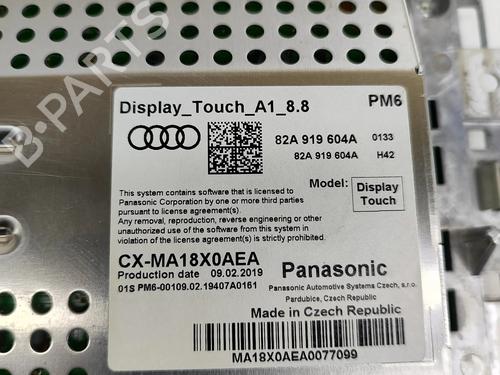 B-PARTS
Display_Touch_A1_8.8 PM6
82A 919 604A 0133
82A 919 604A H42
This system contains software that is licensed to
Panasonic Corporation by one or more third parties
pursuant to license agreement(s).
Any removal, reproduction, reverse engineering or other
unauthorized use of the software from this system in
violation of the license agreement(s) is strictly prohibited.
Model: Display
Touch
CX-MA18X0AEA
Production date 09.02.2019
01S PM6-00109.02.19407A0161
Panasonic
Panasonic Automotive Systems Czech, s.r.o.
Pardubice, Czech Republic
Made in Czech Republic
MA18X0AEA0077099